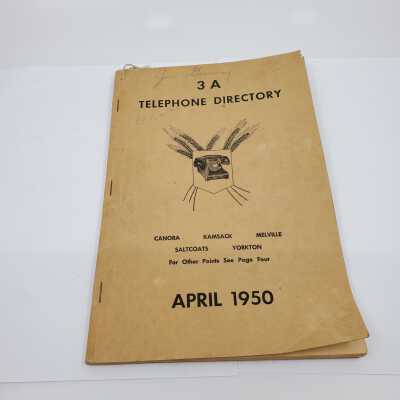 3 A
TELEPHONE DIRECTORY
CANORA KAMSACK MELVILLE
SALTCOATS YORKTON
For Other Points See Page Four
APRIL 1950